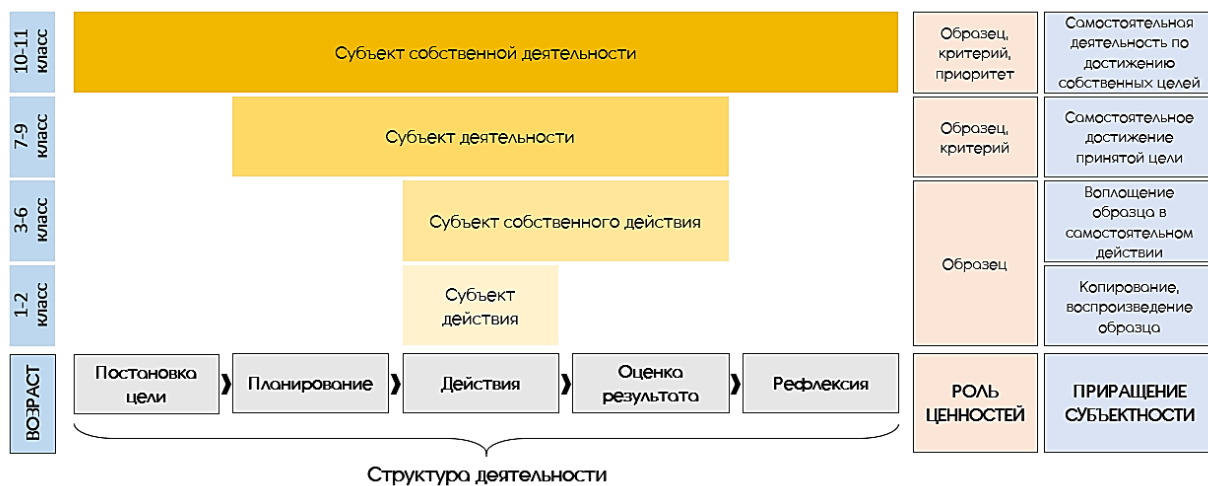 10-11
класс
Субъект собственной деятельности
Образец,
критерий,
приоритет
Самостоятельная
деятельность по
достижению
собственных целей
7-9
класс
Субъект деятельности
Образец,
критерий
Самостоятельное
достижение
принятой цели
3-6
класс
Субъект собственного действия
Образец
Воплощение
образца в
самостоятельном
действии
1-2
класс
Субъект
действия
Копирование,
воспроизведение
образца
ВОЗРАСТ
Постановка
цели
Планирование
Действия
Оценка
результата
Рефлексия
РОЛЬ
ЦЕННОСТЕЙ
ПРИРАЩЕНИЕ
СУБЪЕКТНОСТИ
Структура деятельности